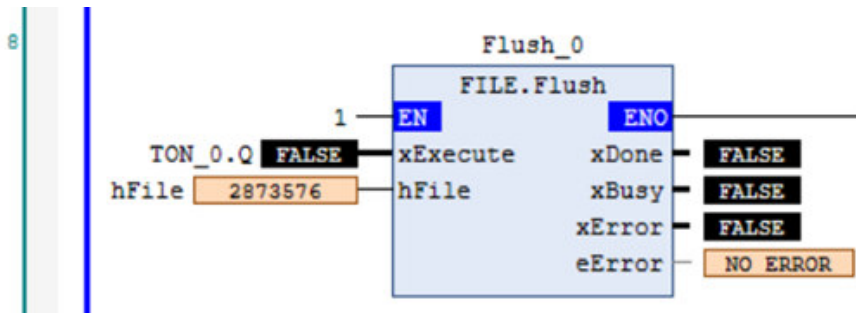 8
Flush_0
FILE.Flush
1 EN ENO
TON_0.Q FALSE xExecute xDone FALSE
hFile 2873576 hFile xBusy FALSE
xError FALSE
eError NO ERROR